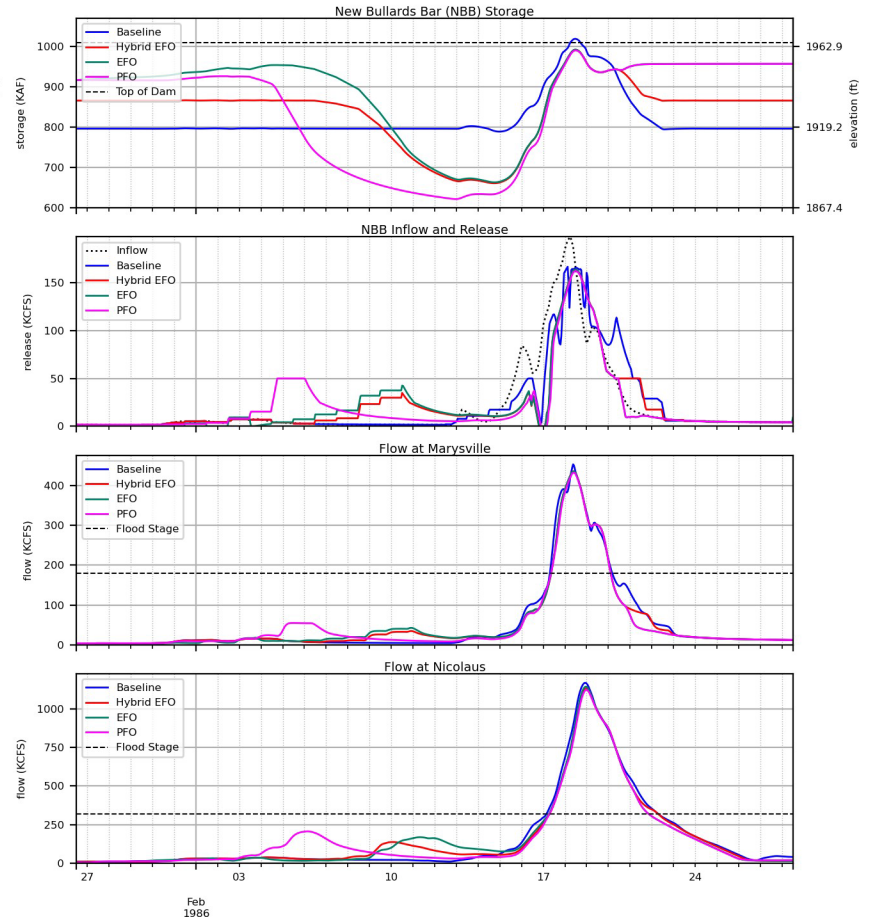 New Bullards Bar (NBB) Storage
Baseline
Hybrid EFO
EFO
PFO
Top of Dam
1000
900
800
700
600
storage (KAF)
1962.9
1919.2
1867.4
elevation (ft)
NBB Inflow and Release
Inflow
Baseline
Hybrid EFO
EFO
PFO
150
100
50
0
release (KCFS)
Flow at Marysville
Baseline
Hybrid EFO
EFO
PFO
Flood Stage
400
300
200
100
0
flow (KCFS)
Flow at Nicolaus
Baseline
Hybrid EFO
EFO
PFO
Flood Stage
1000
750
500
250
0
flow (KCFS)
27 03 10 17 24
Feb
1986